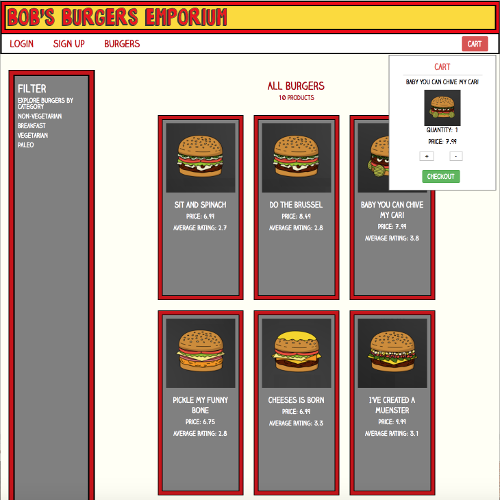 BOB'S BURGERS EMPORIUM
LOGIN SIGN UP BURGERS CART
CART
BABY YOU CAN CHIVE MY CAR!
QUANTITY: 1
PRICE: 7.99
+ -
CHECKOUT
FILTER
EXPLORE BURGERS BY
CATEGORY
NON-VEGETARIAN
BREAKFAST
VEGETARIAN
PALEO
ALL BURGERS
10 PRODUCTS
SIT AND SPINACH
PRICE: 6.99
AVERAGE RATING: 2.7
DO THE BRUSSEL
PRICE: 8.49
AVERAGE RATING: 2.8
BABY YOU CAN CHIVE
MY CAR!
PRICE: 7.99
AVERAGE RATING: 3.8
PICKLE MY FUNNY
BONE
PRICE: 6.75
AVERAGE RATING: 2.8
CHEESES IS BORN
PRICE: 6.99
AVERAGE RATING: 3.3
I'VE CREATED A
MUENSTER
PRICE: 9.99
AVERAGE RATING: 3.1